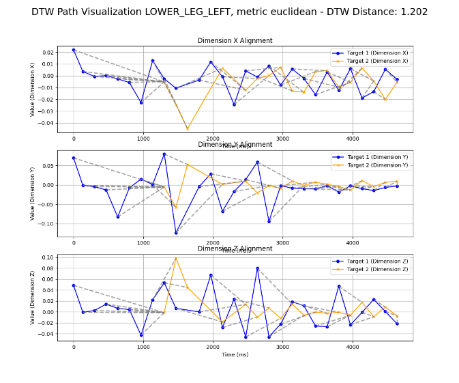 DTW Path Visualization LOWER_LEG_LEFT, metric euclidean - DTW Distance: 1.202
Dimension X Alignment
Value (Dimension X)
0.02
0.01
0.00
−0.01
−0.02
−0.03
−0.04
Target 1 (Dimension X)
Target 2 (Dimension X)
0 1000 2000 3000 4000
Dimension Y Alignment
Value (Dimension Y)
0.05
0.00
−0.05
−0.10
Target 1 (Dimension Y)
Target 2 (Dimension Y)
0 1000 2000 3000 4000
Dimension Z Alignment
Value (Dimension Z)
0.10
0.08
0.06
0.04
0.02
0.00
−0.02
−0.04
Target 1 (Dimension Z)
Target 2 (Dimension Z)
0 1000 2000 3000 4000
Time (ms)